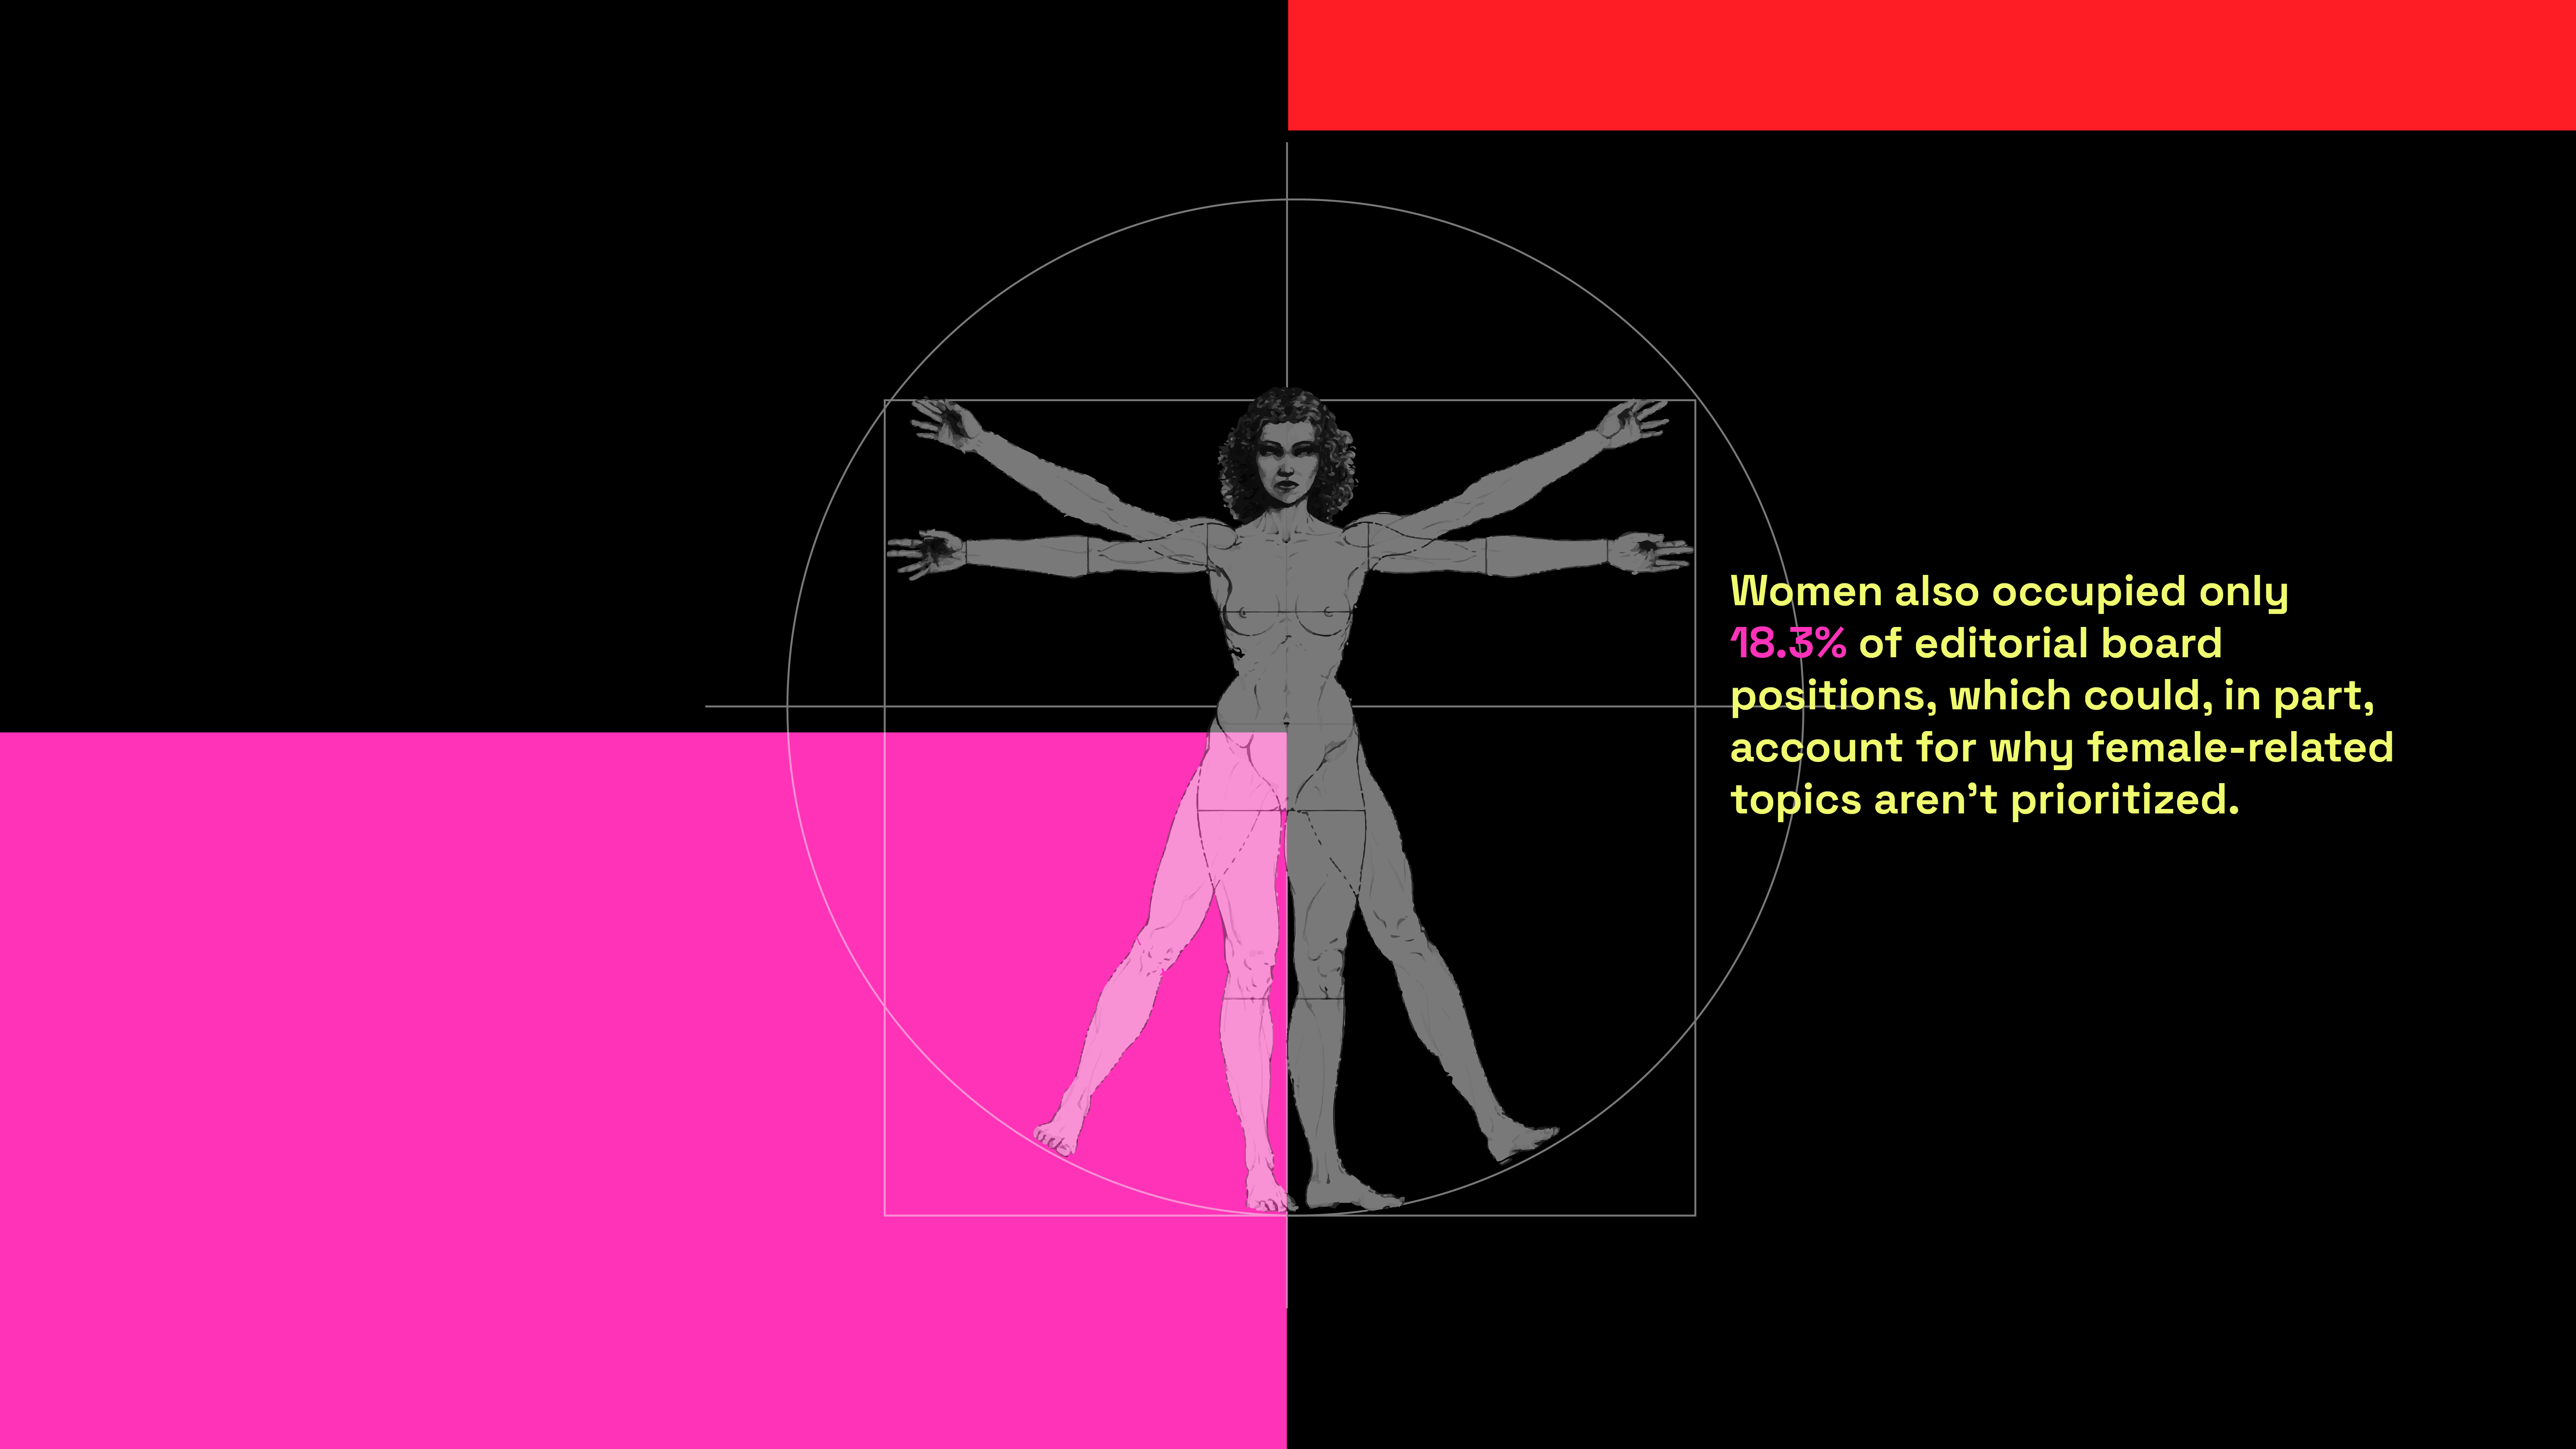 Women also occupied only
18.3% of editorial board
positions, which could, in part,
account for why female-related
topics aren’t prioritized.